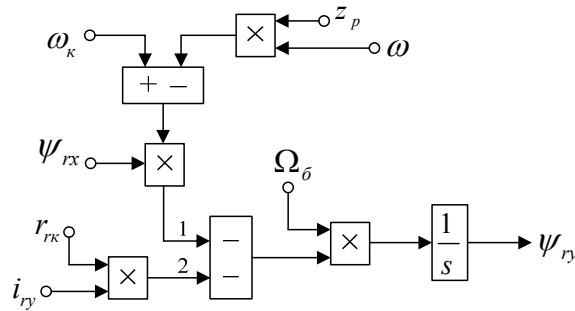 ω_к
z_p
×
ω
+ −
ψ_rx
×
Ω_б
r_rк
1
−
×
1/s
ψ_ry
i_ry
×
2
−